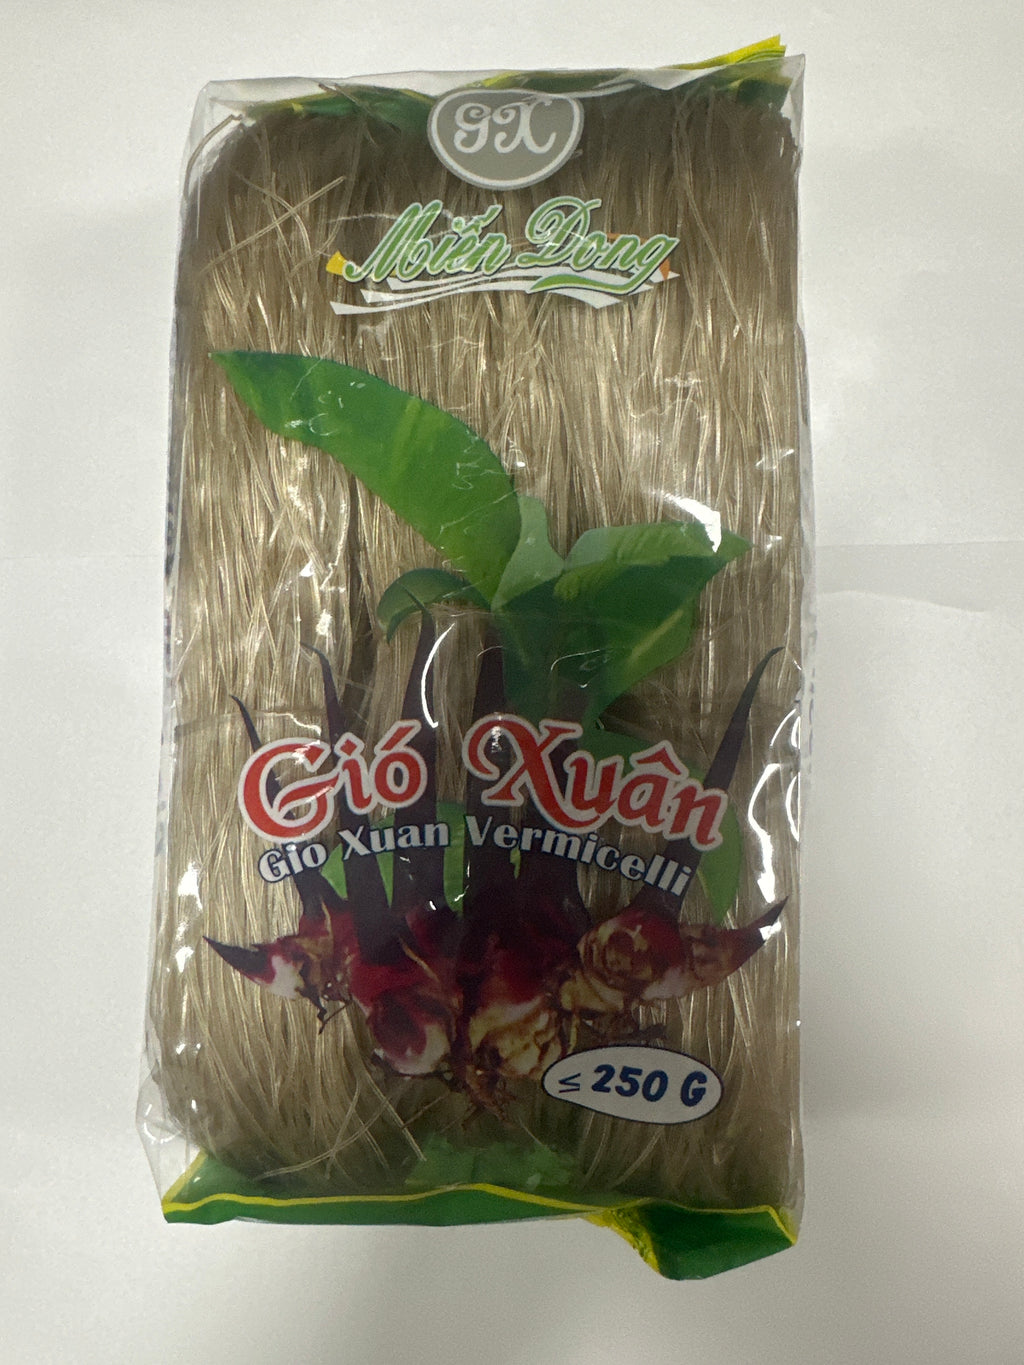 GX
Miến Dong
Gió Xuân
Gio Xuan Vermicelli
≤ 250 G